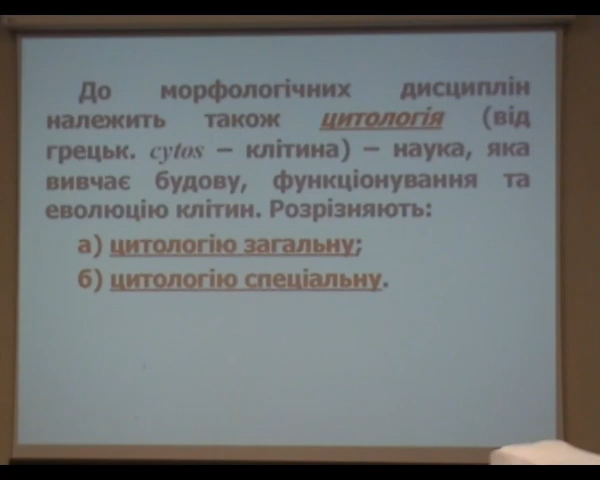 До морфологічних дисциплін
належить також цитологія (від
грецьк. cytos – клітина) – наука, яка
вивчає будову, функціонування та
еволюцію клітин. Розрізняють:
а) цитологію загальну;
б) цитологію спеціальну.